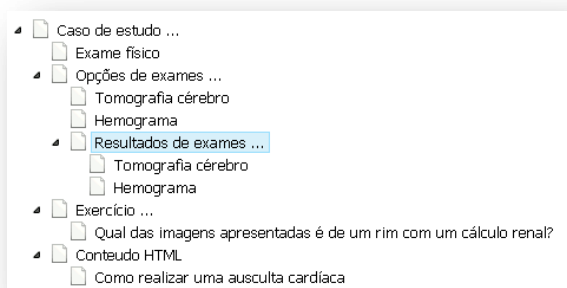 Caso de estudo ...
Exame físico
Opções de exames ...
Tomografia cérebro
Hemograma
Resultados de exames ...
Tomografia cérebro
Hemograma
Exercício ...
Qual das imagens apresentadas é de um rim com um cálculo renal?
Conteudo HTML
Como realizar uma ausculta cardíaca